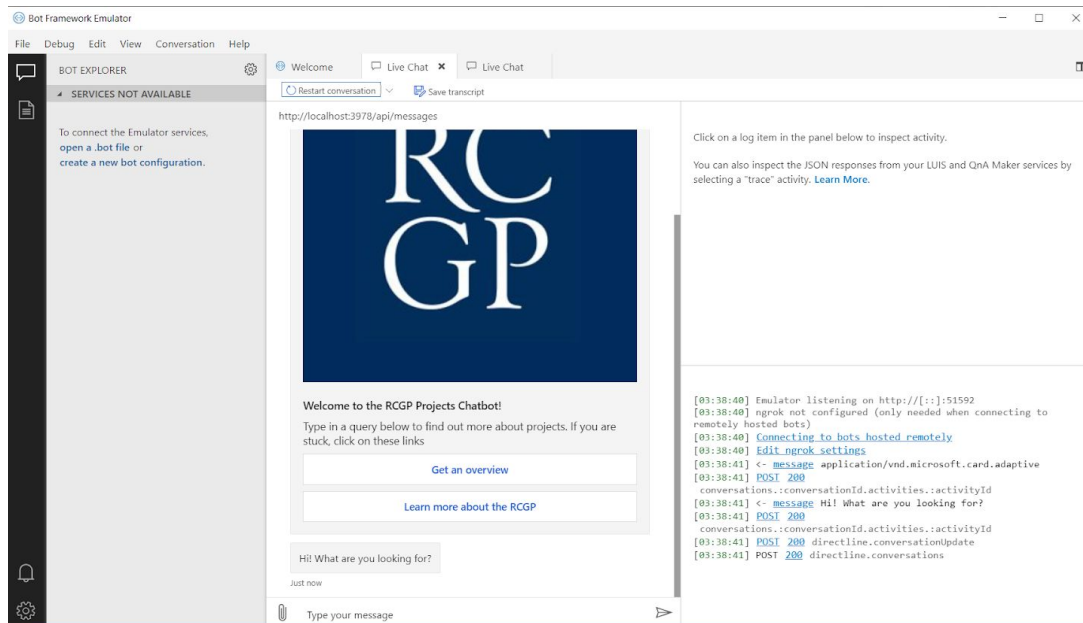 Bot Framework Emulator
File Debug Edit View Conversation Help
BOT EXPLORER
SERVICES NOT AVAILABLE
To connect the Emulator services,
open a .bot file or
create a new bot configuration.
Welcome Live Chat Live Chat
Restart conversation Save transcript
http://localhost:3978/api/messages
RC
GP
Welcome to the RCGP Projects Chatbot!
Type in a query below to find out more about projects. If you are
stuck, click on these links
Get an overview
Learn more about the RCGP
Hi! What are you looking for?
Just now
Type your message
Click on a log item in the panel below to inspect activity.
You can also inspect the JSON responses from your LUIS and QnA Maker services by
selecting a "trace" activity. Learn More.
[03:38:40] Emulator listening on http://[::]:51592
[03:38:40] ngrok not configured (only needed when connecting to
remotely hosted bots)
[03:38:40] Connecting to bots hosted remotely
[03:38:40] Edit ngrok settings
[03:38:41] <- message application/vnd.microsoft.card.adaptive
[03:38:41] POST 200
conversations.:conversationId.activities.:activityId
[03:38:41] <- message Hi! What are you looking for?
[03:38:41] POST 200
conversations.:conversationId.activities.:activityId
[03:38:41] POST 200 directline.conversationUpdate
[03:38:41] POST 200 directline.conversations